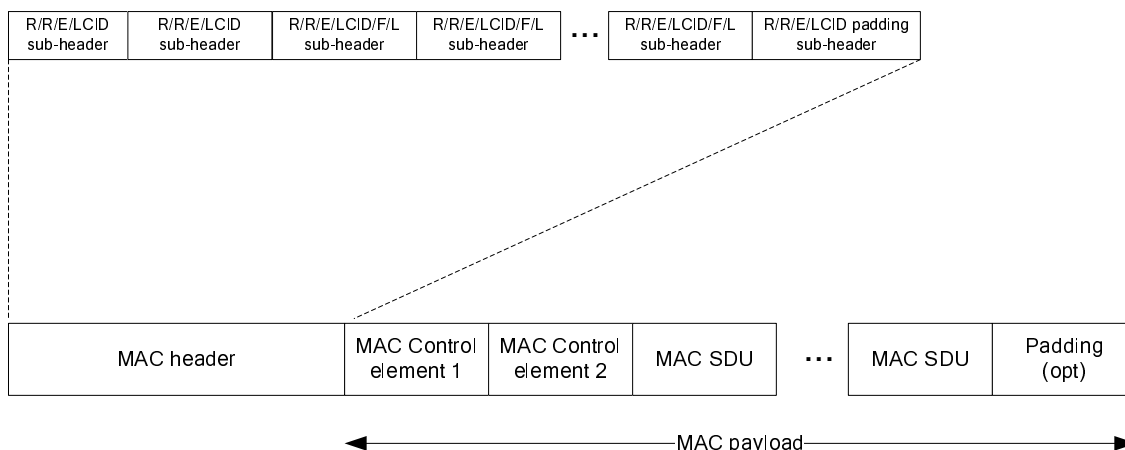 R/R/E/LCID
sub-header
R/R/E/LCID
sub-header
R/R/E/LCID/F/L
sub-header
R/R/E/LCID/F/L
sub-header
...
R/R/E/LCID/F/L
sub-header
R/R/E/LCID padding
sub-header
MAC header
MAC Control
element 1
MAC Control
element 2
MAC SDU
...
MAC SDU
Padding
(opt)
MAC payload